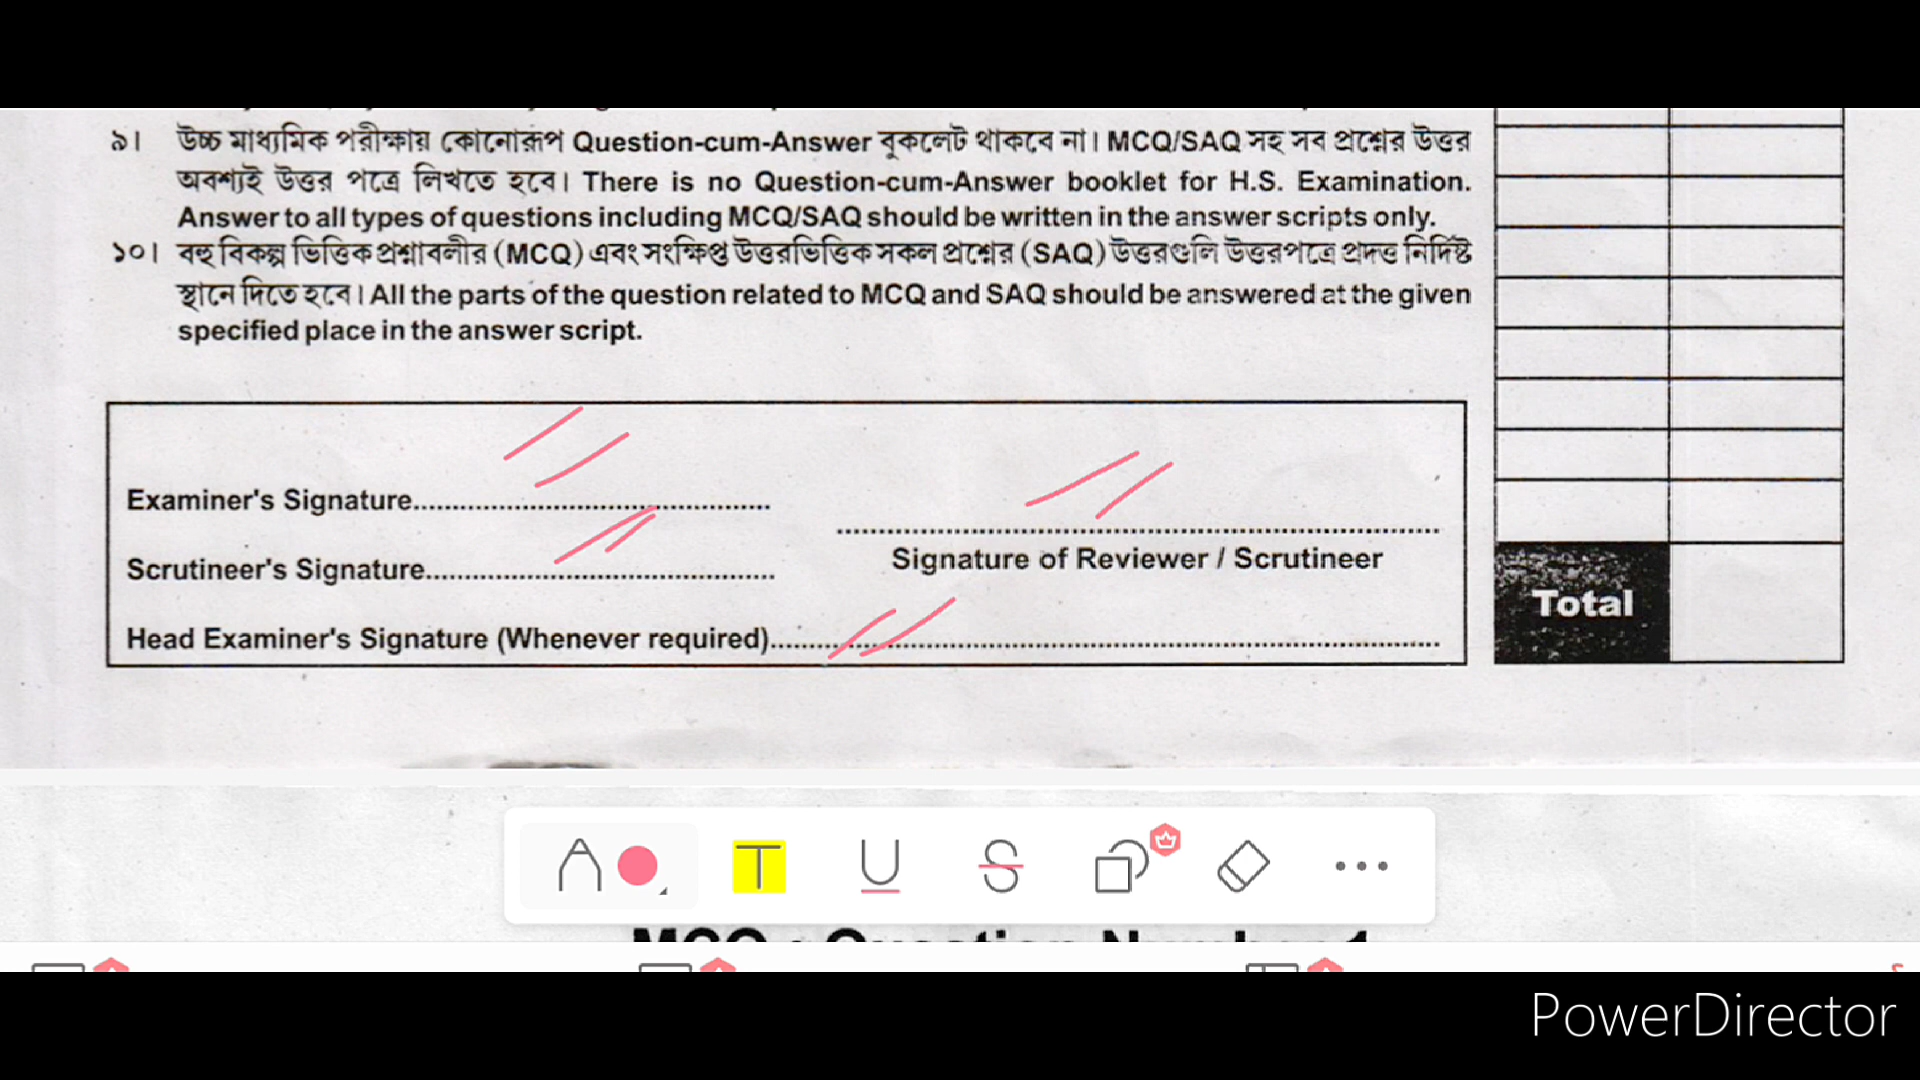 ৯। উচ্চ মাধ্যমিক পরীক্ষায় কোনোরূপ Question-cum-Answer বুকলেট থাকবে না। MCQ/SAQ সহ সব প্রশ্নের উত্তর
অবশ্যই উত্তর পত্রে লিখতে হবে। There is no Question-cum-Answer booklet for H.S. Examination.
Answer to all types of questions including MCQ/SAQ should be written in the answer scripts only.
১০। বহু বিকল্প ভিত্তিক প্রশ্নাবলীর (MCQ) এবং সংক্ষিপ্ত উত্তরভিত্তিক সকল প্রশ্নের (SAQ) উত্তরগুলি উত্তরপত্রে প্রদত্ত নির্দিষ্ট
স্থানে দিতে হবে। All the parts of the question related to MCQ and SAQ should be answered at the given
specified place in the answer script.
Examiner's Signature
Scrutineer's Signature
Signature of Reviewer / Scrutineer
Head Examiner's Signature (Whenever required)
Total
T U S
MCQ : Question Number 1
PowerDirector